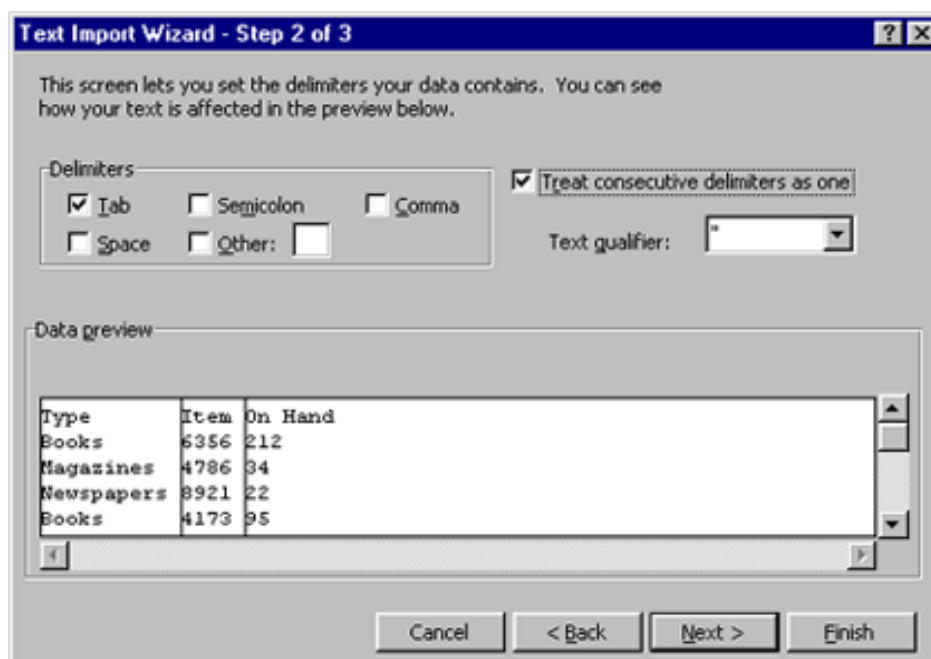 Text Import Wizard - Step 2 of 3
This screen lets you set the delimiters your data contains. You can see
how your text is affected in the preview below.
Delimiters
Tab
Semicolon
Comma
Space
Other:
Treat consecutive delimiters as one
Text qualifier: "
Data preview
Type Item On Hand
Books 6356 212
Magazines 4786 34
Newspapers 8921 22
Books 4173 95
Cancel
< Back
Next >
Finish